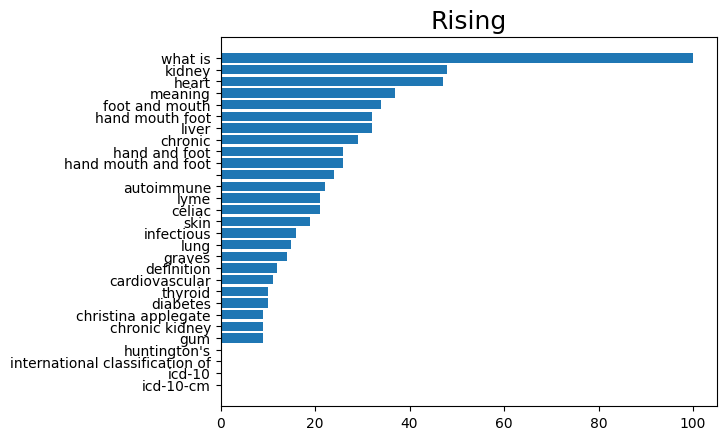 Rising
what is
kidney
heart
meaning
foot and mouth
hand mouth foot
liver
chronic
hand and foot
hand mouth and foot
autoimmune
lyme
celiac
skin
infectious
lung
graves
definition
cardiovascular
thyroid
diabetes
christina applegate
chronic kidney
gum
huntington's
international classification of
icd-10
icd-10-cm
0 20 40 60 80 100